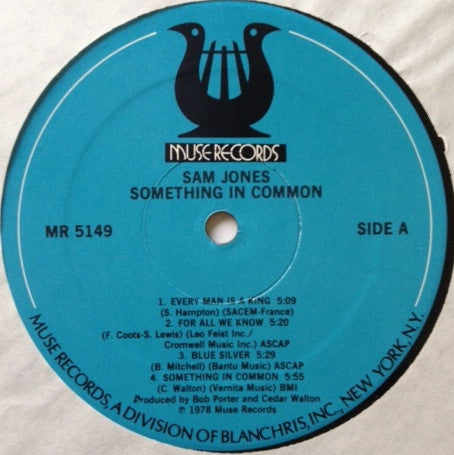 MUSE RECORDS
SAM JONES
SOMETHING IN COMMON
MR 5149
SIDE A
1. EVERY MAN IS A KING 5:09
(S. Hampton) (SACEM-France)
2. FOR ALL WE KNOW 5:20
(F. Coots-S. Lewis) (Leo Feist Inc./
Cromwell Music Inc.) ASCAP
3. BLUE SILVER 5:29
(B. Mitchell) (Bantu Music) ASCAP
4. SOMETHING IN COMMON 5:55
(C. Walton) (Vernita Music) BMI
Produced by Bob Porter and Cedar Walton
℗ 1978 Muse Records
MUSE RECORDS, A DIVISION OF BLANCHRIS, INC., NEW YORK, N.Y.